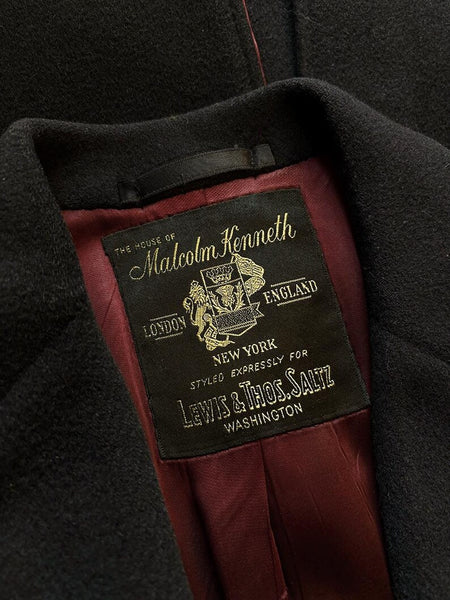 THE HOUSE OF
Malcolm Kenneth
LONDON ENGLAND
NEW YORK
STYLED EXPRESSLY FOR
LEWIS & THOS. SALTZ
WASHINGTON